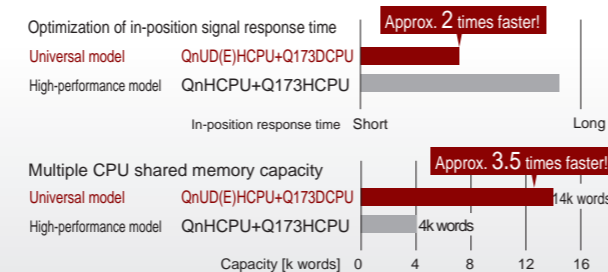 Optimization of in-position signal response time
Approx. 2 times faster!
Universal model QnUD(E)HCPU+Q173DCPU
High-performance model QnHCPU+Q173HCPU
In-position response time Short Long
Multiple CPU shared memory capacity
Approx. 3.5 times faster!
Universal model QnUD(E)HCPU+Q173DCPU 14k words
High-performance model QnHCPU+Q173HCPU 4k words
Capacity [k words] 0 4 8 12 16